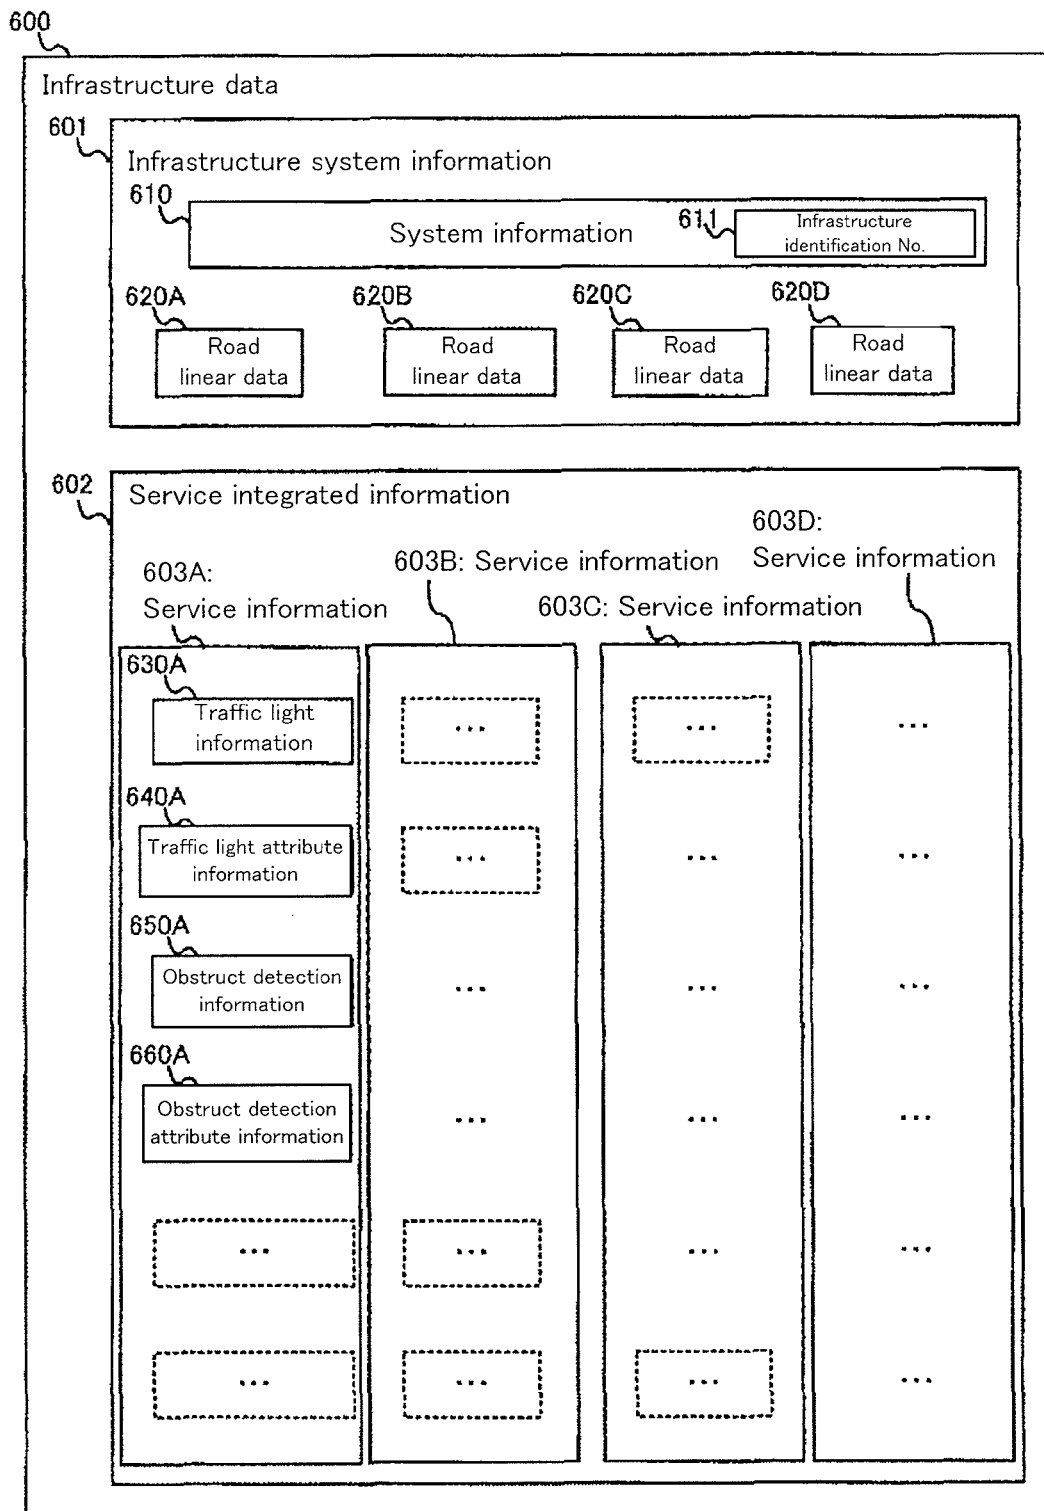 600
Infrastructure data
601
Infrastructure system information
610
System information
611
Infrastructure
identification No.
620A
Road
linear data
620B
Road
linear data
620C
Road
linear data
620D
Road
linear data
602
Service integrated information
603A:
Service information
603B: Service information
603C: Service information
603D:
Service information
630A
Traffic light
information
...
...
...
640A
Traffic light attribute
information
...
...
...
650A
Obstruct detection
information
...
...
...
660A
Obstruct detection
attribute information
...
...
...
...
...
...
...
...
...
...
...